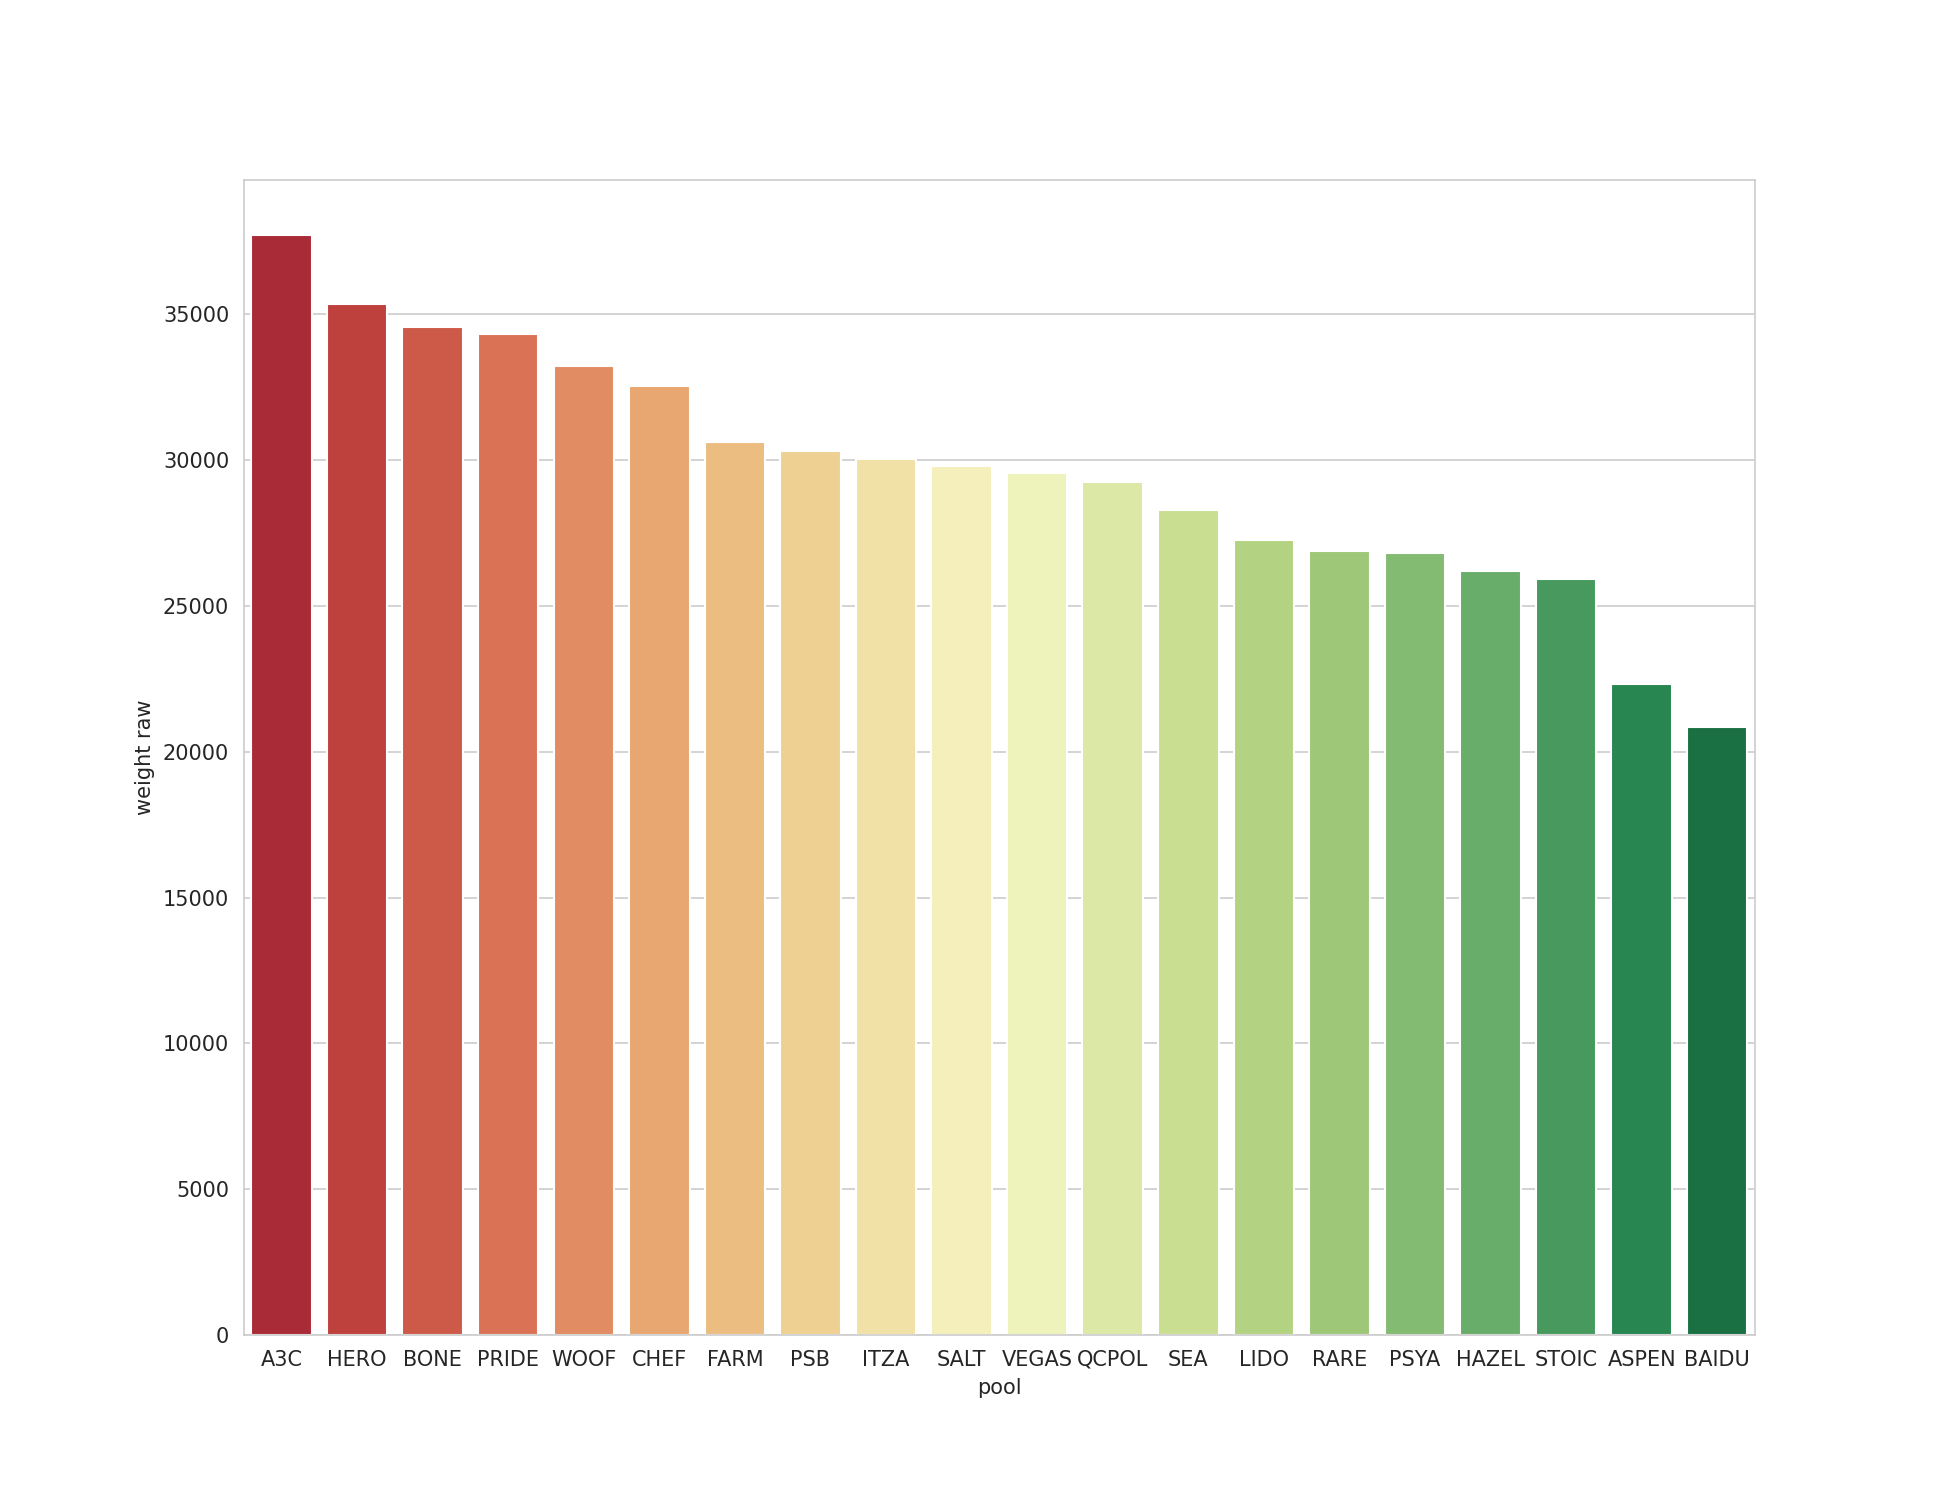 35000
30000
25000
20000
15000
10000
5000
0
weight raw
A3C HERO BONE PRIDE WOOF CHEF FARM PSB ITZA SALT VEGAS QCPOL SEA LIDO RARE PSYA HAZEL STOIC ASPEN BAIDU
pool